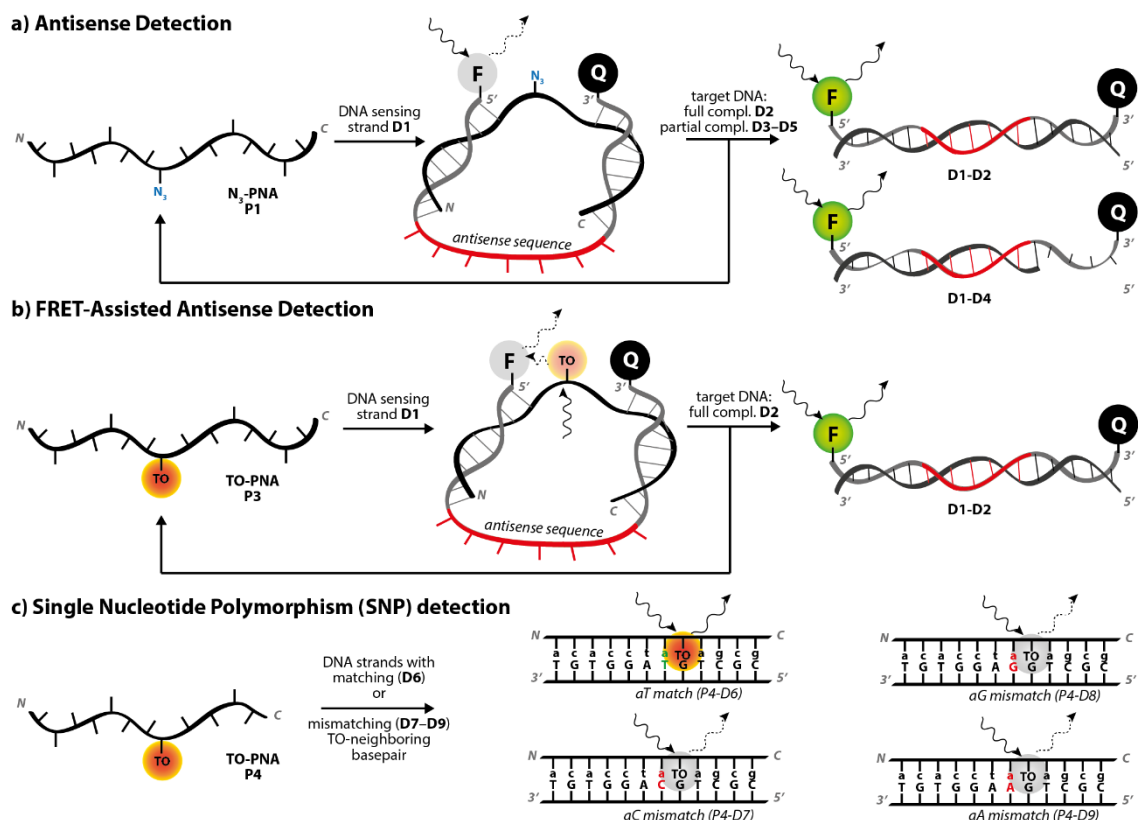 a) Antisense Detection
F
5'
N₃
Q
3'
N
C
N₃
N₃-PNA
P1
DNA sensing
strand D1
N
C
antisense sequence
target DNA:
full compl. D2
partial compl. D3–D5
F
5'
3'
Q
3'
5'
D1-D2
F
5'
3'
Q
3'
5'
D1-D4
b) FRET-Assisted Antisense Detection
F
5'
TO
Q
3'
N
C
TO
TO-PNA
P3
DNA sensing
strand D1
N
C
antisense sequence
target DNA:
full compl. D2
F
5'
3'
Q
3'
5'
D1-D2
c) Single Nucleotide Polymorphism (SNP) detection
N
C
TO
TO-PNA
P4
DNA strands with
matching (D6)
or
mismatching (D7–D9)
TO-neighboring
basepair
N
C
a c a c c t a TO a g c g
T G T G G A T G T C G C
3'
5'
aT match (P4-D6)
N
C
a c a c c t a TO a g c g
T G T G G A G G T C G C
3'
5'
aG mismatch (P4-D8)
N
C
a c a c c t a TO a g c g
T G T G G A C G T C G C
3'
5'
aC mismatch (P4-D7)
N
C
a c a c c t a TO a g c g
T G T G G A A G T C G C
3'
5'
aA mismatch (P4-D9)